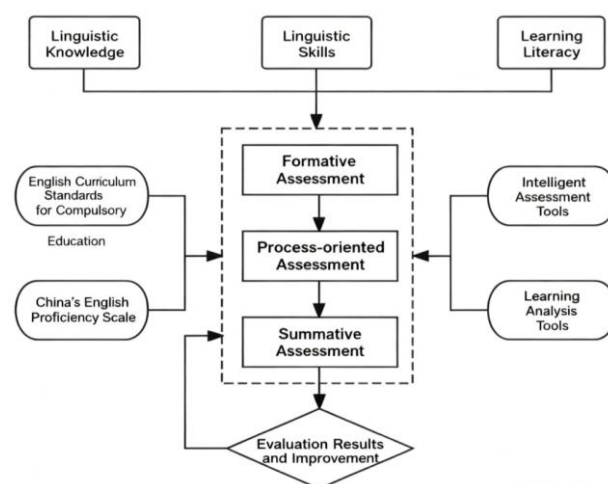 Linguistic
Knowledge
Linguistic
Skills
Learning
Literacy
Formative
Assessment
English Curriculum
Standards
for Compulsory
Education
Intelligent
Assessment
Tools
Process-oriented
Assessment
China's English
Proficiency Scale
Learning
Analysis
Tools
Summative
Assessment
Evaluation Results
and Improvement